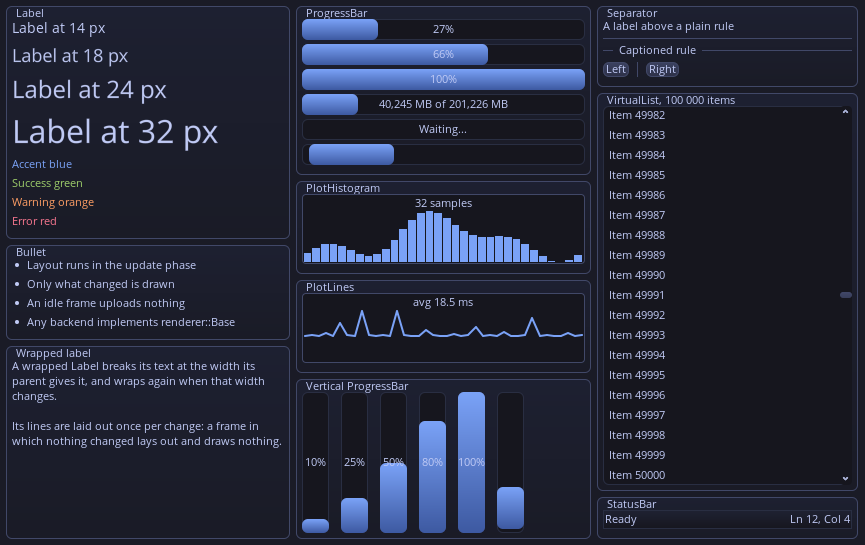 Label
Label at 14 px
Label at 18 px
Label at 24 px
Label at 32 px
Accent blue
Success green
Warning orange
Error red
Bullet
Layout runs in the update phase
Only what changed is drawn
An idle frame uploads nothing
Any backend implements renderer::Base
Wrapped label
A wrapped Label breaks its text at the width its
parent gives it, and wraps again when that width
changes.
Its lines are laid out once per change: a frame in
which nothing changed lays out and draws nothing.
ProgressBar
27%
66%
100%
40,245 MB of 201,226 MB
Waiting...
PlotHistogram
32 samples
PlotLines
avg 18.5 ms
Vertical ProgressBar
10% 25% 50% 80% 100%
Separator
A label above a plain rule
Captioned rule
Left Right
VirtualList, 100 000 items
Item 49982
Item 49983
Item 49984
Item 49985
Item 49986
Item 49987
Item 49988
Item 49989
Item 49990
Item 49991
Item 49992
Item 49993
Item 49994
Item 49995
Item 49996
Item 49997
Item 49998
Item 49999
Item 50000
StatusBar
Ready Ln 12, Col 4